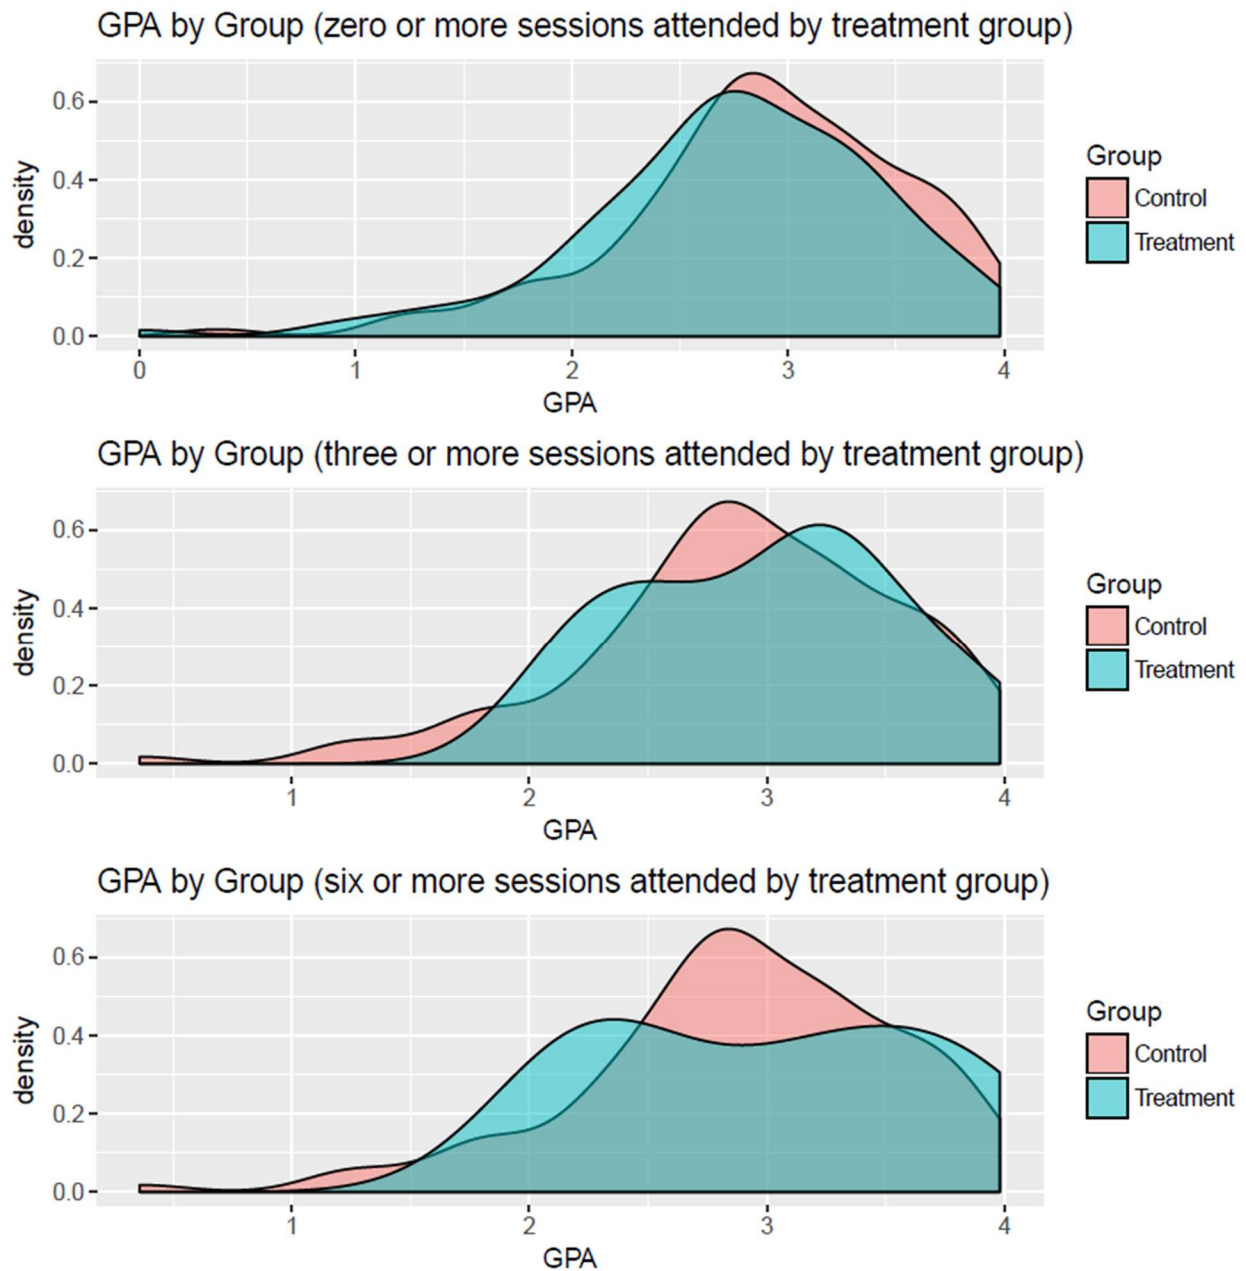 GPA by Group (zero or more sessions attended by treatment group)
0.6
0.4
0.2
0.0
density
0 1 2 3 4
GPA
Group
Control
Treatment
GPA by Group (three or more sessions attended by treatment group)
0.6
0.4
0.2
0.0
density
1 2 3 4
GPA
Group
Control
Treatment
GPA by Group (six or more sessions attended by treatment group)
0.6
0.4
0.2
0.0
density
1 2 3 4
GPA
Group
Control
Treatment